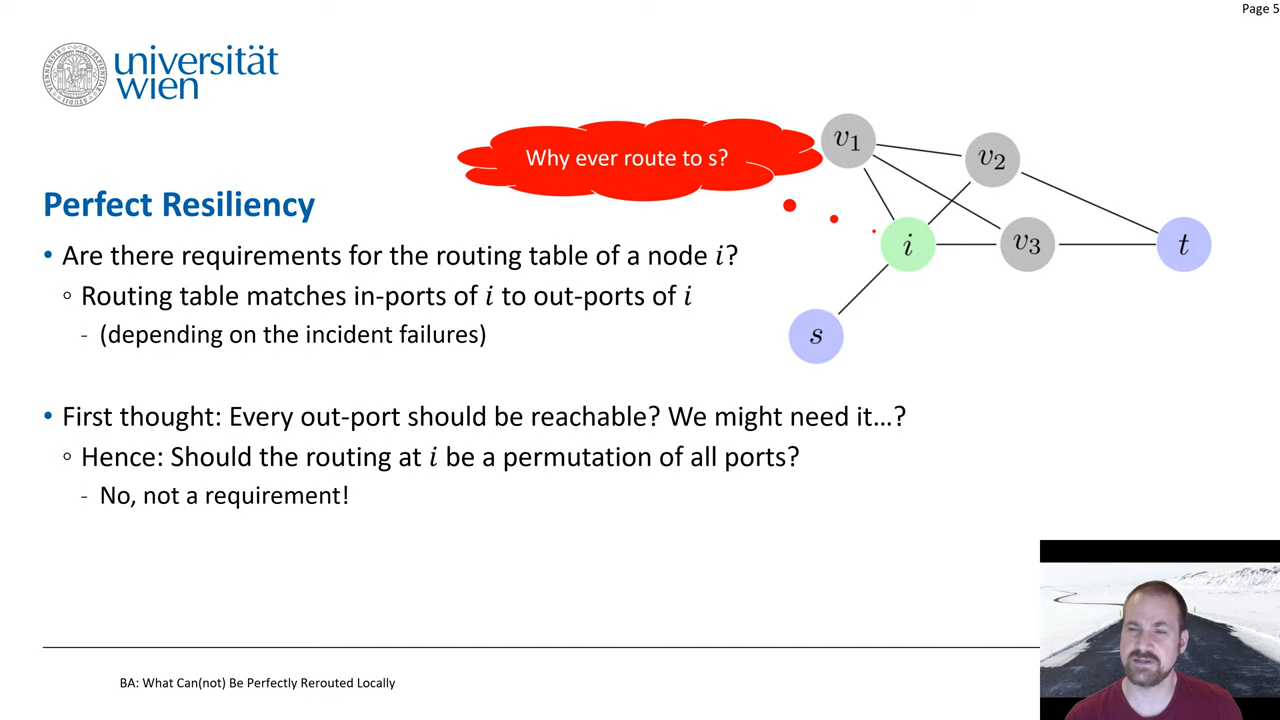 Page 5
universität
wien
Why ever route to s?
v1
v2
i
v3
t
s
Perfect Resiliency
• Are there requirements for the routing table of a node i?
◦ Routing table matches in-ports of i to out-ports of i
- (depending on the incident failures)
• First thought: Every out-port should be reachable? We might need it…?
◦ Hence: Should the routing at i be a permutation of all ports?
- No, not a requirement!
BA: What Can(not) Be Perfectly Rerouted Locally